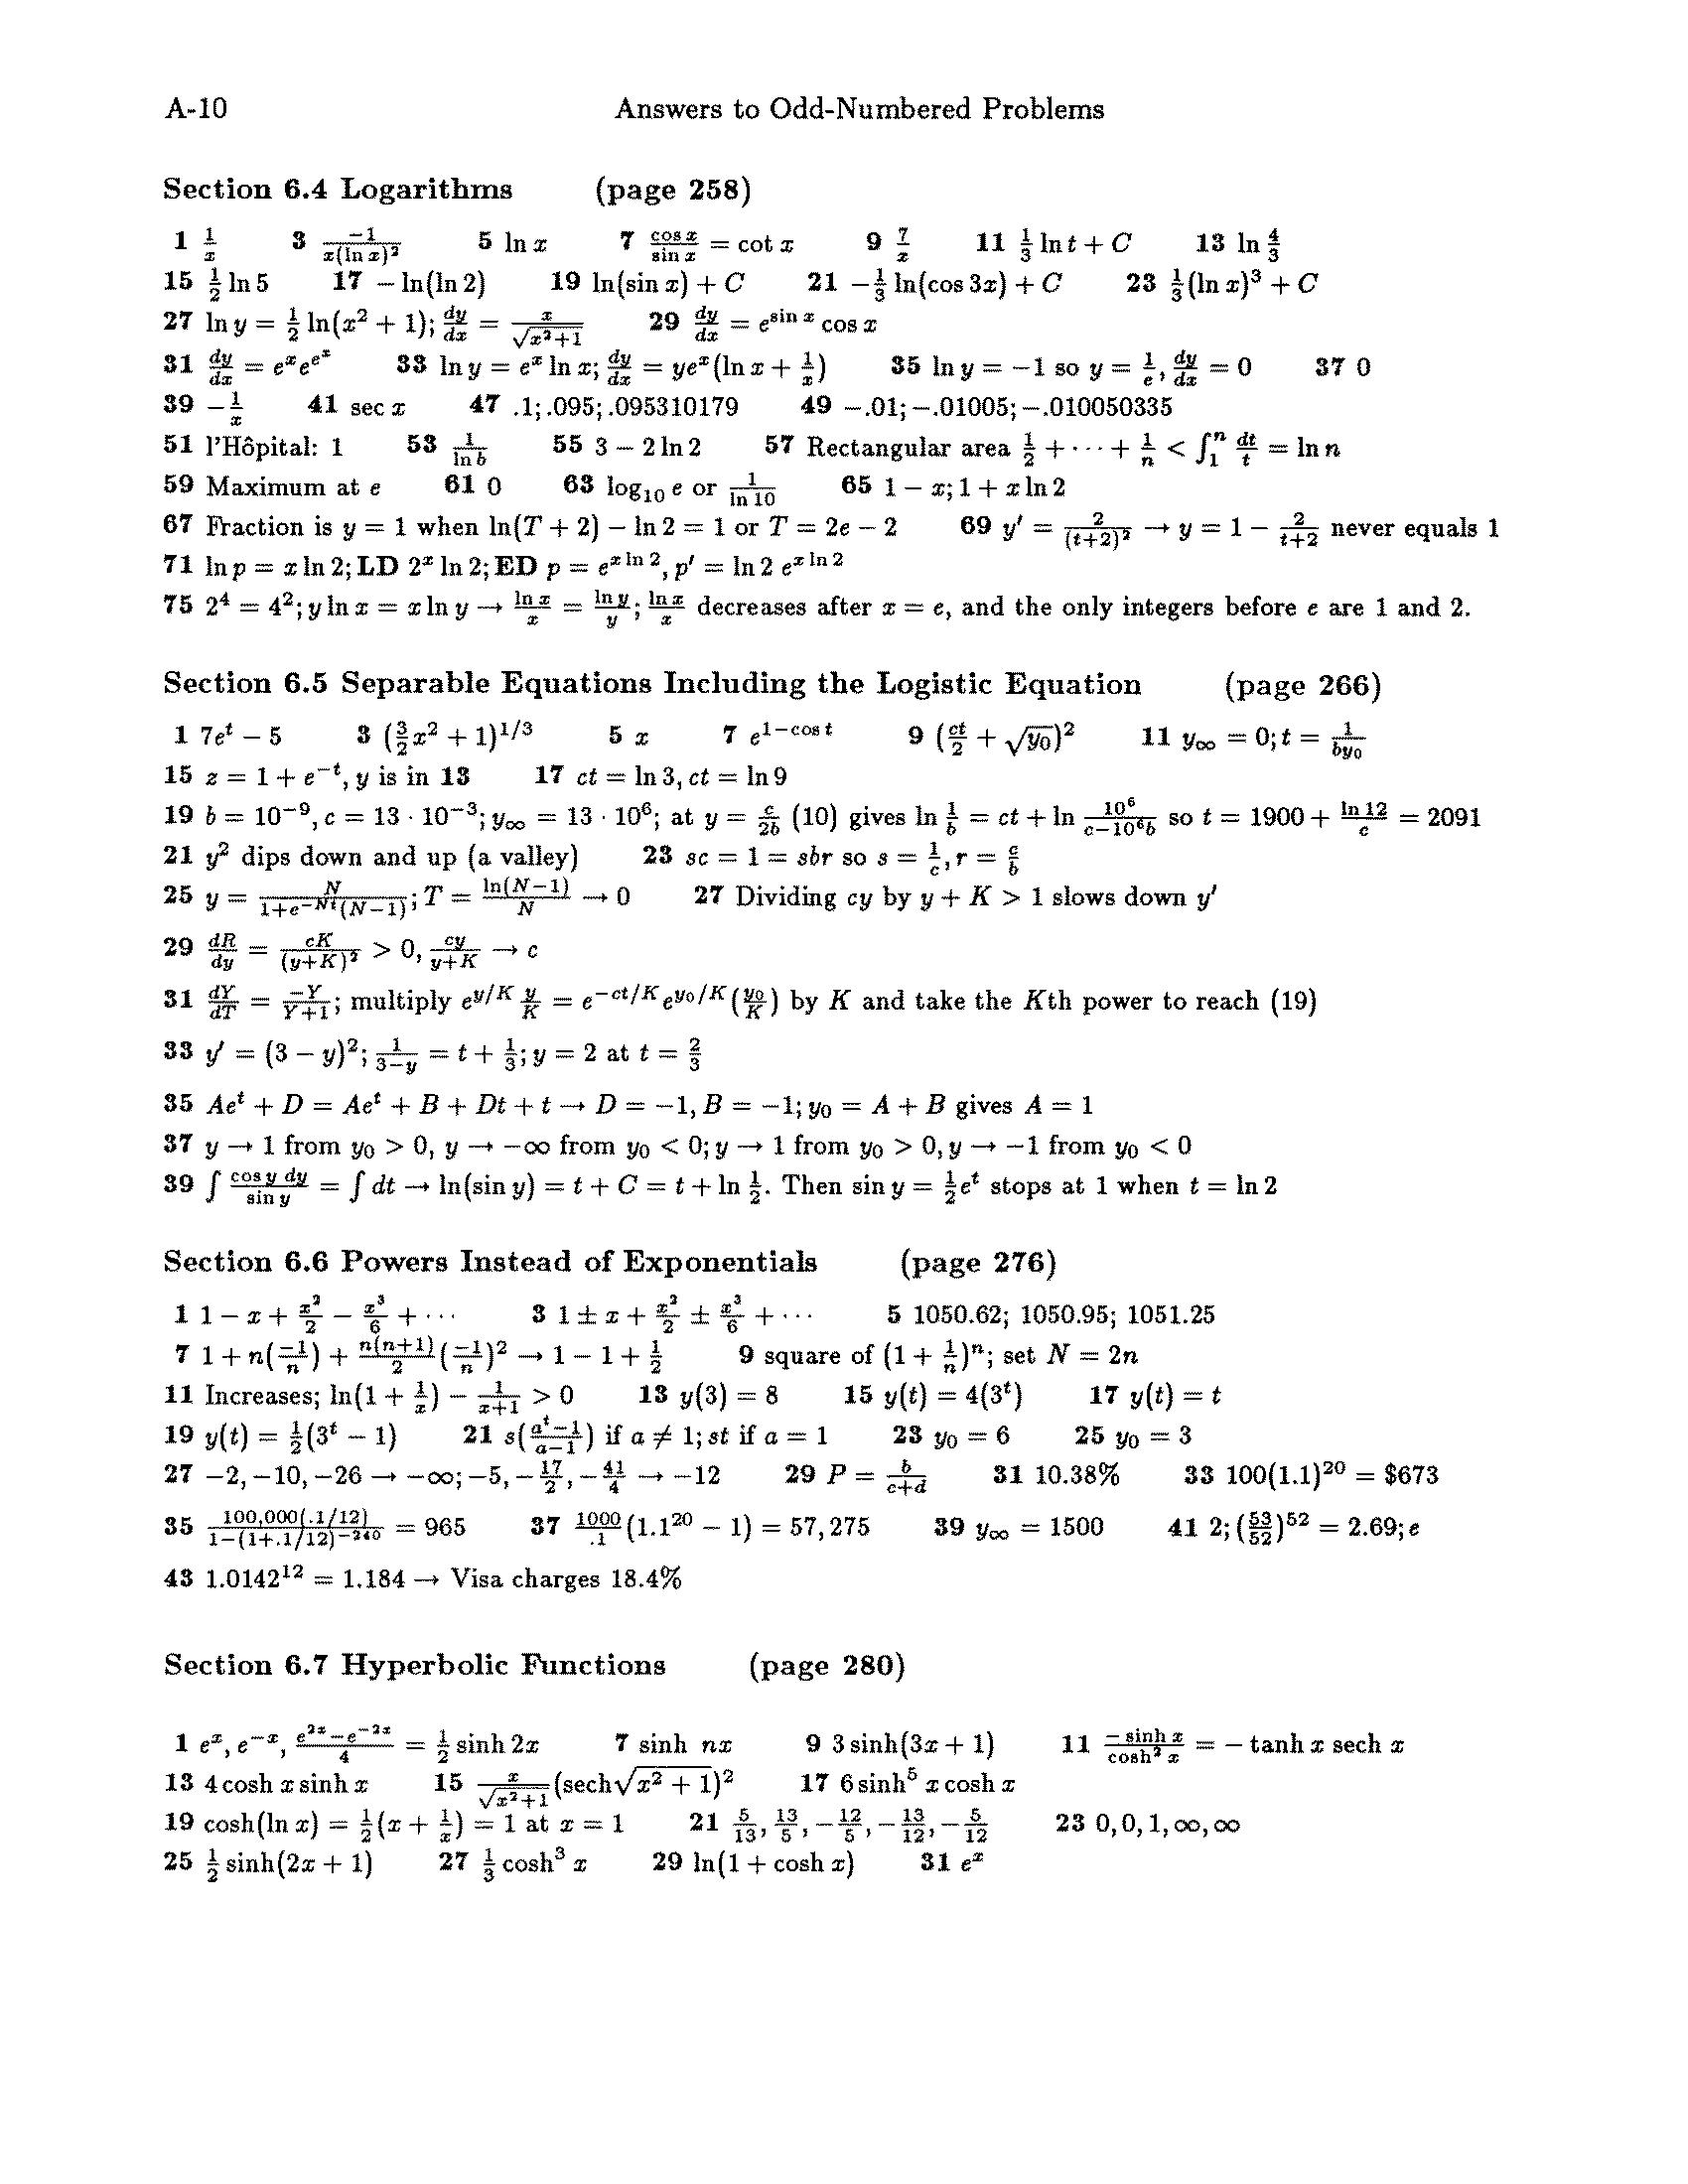 A-10 Answers to Odd-Numbered Problems
Section 6.4 Logarithms (page 258)
1 $\frac{1}{x}$ 3 $\frac{-1}{x(\ln x)^2}$ 5 $\ln x$ 7 $\frac{\cos x}{\sin x} = \cot x$ 9 $\frac{7}{x}$ 11 $\frac{1}{3} \ln t + C$ 13 $\ln \frac{4}{3}$
15 $\frac{1}{2} \ln 5$ 17 $-\ln(\ln 2)$ 19 $\ln(\sin x) + C$ 21 $-\frac{1}{3} \ln(\cos 3x) + C$ 23 $\frac{1}{3}(\ln x)^3 + C$
27 $\ln y = \frac{1}{2} \ln(x^2 + 1); \frac{dy}{dx} = \frac{x}{\sqrt{x^2+1}}$ 29 $\frac{dy}{dx} = e^{\sin x} \cos x$
31 $\frac{dy}{dx} = e^x e^{e^x}$ 33 $\ln y = e^x \ln x; \frac{dy}{dx} = ye^x(\ln x + \frac{1}{x})$ 35 $\ln y = -1$ so $y = \frac{1}{e}, \frac{dy}{dx} = 0$ 37 0
39 $-\frac{1}{x}$ 41 $\sec x$ 47 .1; .095; .095310179 49 −.01; −.01005; −.010050335
51 l'Hôpital: 1 53 $\frac{1}{\ln b}$ 55 $3 - 2 \ln 2$ 57 Rectangular area $\frac{1}{2} + \cdots + \frac{1}{n} < \int_1^n \frac{dt}{t} = \ln n$
59 Maximum at $e$ 61 0 63 $\log_{10} e$ or $\frac{1}{\ln 10}$ 65 $1 - x; 1 + x \ln 2$
67 Fraction is $y = 1$ when $\ln(T + 2) - \ln 2 = 1$ or $T = 2e - 2$ 69 $y' = \frac{2}{(t+2)^2} \to y = 1 - \frac{2}{t+2}$ never equals 1
71 $\ln p = x \ln 2$; LD $2^x \ln 2$; ED $p = e^{x \ln 2}, p' = \ln 2 \; e^{x \ln 2}$
75 $2^4 = 4^2; y \ln x = x \ln y \to \frac{\ln x}{x} = \frac{\ln y}{y}; \frac{\ln x}{x}$ decreases after $x = e$, and the only integers before $e$ are 1 and 2.
Section 6.5 Separable Equations Including the Logistic Equation (page 266)
1 $7e^t - 5$ 3 $(\frac{3}{2}x^2 + 1)^{1/3}$ 5 $x$ 7 $e^{1-\cos t}$ 9 $(\frac{ct}{2} + \sqrt{y_0})^2$ 11 $y_\infty = 0; t = \frac{1}{by_0}$
15 $z = 1 + e^{-t}, y$ is in 13 17 $ct = \ln 3, ct = \ln 9$
19 $b = 10^{-9}, c = 13 \cdot 10^{-3}; y_\infty = 13 \cdot 10^6$; at $y = \frac{c}{2b}$ (10) gives $\ln \frac{1}{b} = ct + \ln \frac{10^6}{c-10^6 b}$ so $t = 1900 + \frac{\ln 12}{c} = 2091$
21 $y^2$ dips down and up (a valley) 23 $sc = 1 = sbr$ so $s = \frac{1}{c}, r = \frac{c}{b}$
25 $y = \frac{N}{1+e^{-Nt}(N-1)}; T = \frac{\ln(N-1)}{N} \to 0$ 27 Dividing $cy$ by $y + K > 1$ slows down $y'$
29 $\frac{dR}{dy} = \frac{cK}{(y+K)^2} > 0, \frac{cy}{y+K} \to c$
31 $\frac{dY}{dT} = \frac{-Y}{Y+1}$; multiply $e^{y/K} \frac{y}{K} = e^{-ct/K} e^{y_0/K} (\frac{y_0}{K})$ by $K$ and take the $K$th power to reach (19)
33 $y' = (3 - y)^2; \frac{1}{3-y} = t + \frac{1}{3}; y = 2$ at $t = \frac{2}{3}$
35 $Ae^t + D = Ae^t + B + Dt + t \to D = -1, B = -1; y_0 = A + B$ gives $A = 1$
37 $y \to 1$ from $y_0 > 0$, $y \to -\infty$ from $y_0 < 0; y \to 1$ from $y_0 > 0, y \to -1$ from $y_0 < 0$
39 $\int \frac{\cos y \, dy}{\sin y} = \int dt \to \ln(\sin y) = t + C = t + \ln \frac{1}{2}$. Then $\sin y = \frac{1}{2}e^t$ stops at 1 when $t = \ln 2$
Section 6.6 Powers Instead of Exponentials (page 276)
1 $1 - x + \frac{x^2}{2} - \frac{x^3}{6} + \cdots$ 3 $1 \pm x + \frac{x^2}{2} \pm \frac{x^3}{6} + \cdots$ 5 1050.62; 1050.95; 1051.25
7 $1 + n(\frac{-1}{n}) + \frac{n(n+1)}{2}(\frac{-1}{n})^2 \to 1 - 1 + \frac{1}{2}$ 9 square of $(1 + \frac{1}{n})^n$; set $N = 2n$
11 Increases; $\ln(1 + \frac{1}{x}) - \frac{1}{x+1} > 0$ 13 $y(3) = 8$ 15 $y(t) = 4(3^t)$ 17 $y(t) = t$
19 $y(t) = \frac{1}{2}(3^t - 1)$ 21 $s(\frac{a^t-1}{a-1})$ if $a \neq 1; st$ if $a = 1$ 23 $y_0 = 6$ 25 $y_0 = 3$
27 $-2, -10, -26 \to -\infty; -5, -\frac{17}{2}, -\frac{41}{4} \to -12$ 29 $P = \frac{b}{c+d}$ 31 10.38% 33 $100(1.1)^{20} = \$673$
35 $\frac{100,000(.1/12)}{1-(1+.1/12)^{-240}} = 965$ 37 $\frac{1000}{.1}(1.1^{20} - 1) = 57,275$ 39 $y_\infty = 1500$ 41 $2; (\frac{53}{52})^{52} = 2.69; e$
43 $1.0142^{12} = 1.184 \to$ Visa charges 18.4%
Section 6.7 Hyperbolic Functions (page 280)
1 $e^x, e^{-x}, \frac{e^{2x}-e^{-2x}}{4} = \frac{1}{2} \sinh 2x$ 7 $\sinh \; nx$ 9 $3 \sinh(3x + 1)$ 11 $\frac{-\sinh x}{\cosh^2 x} = -\tanh x \; \text{sech} \; x$
13 $4 \cosh x \sinh x$ 15 $\frac{x}{\sqrt{x^2+1}}(\text{sech}\sqrt{x^2 + 1})^2$ 17 $6 \sinh^5 x \cosh x$
19 $\cosh(\ln x) = \frac{1}{2}(x + \frac{1}{x}) = 1$ at $x = 1$ 21 $\frac{5}{13}, \frac{13}{5}, -\frac{12}{5}, -\frac{13}{12}, -\frac{5}{12}$ 23 $0, 0, 1, \infty, \infty$
25 $\frac{1}{2} \sinh(2x + 1)$ 27 $\frac{1}{3} \cosh^3 x$ 29 $\ln(1 + \cosh x)$ 31 $e^x$